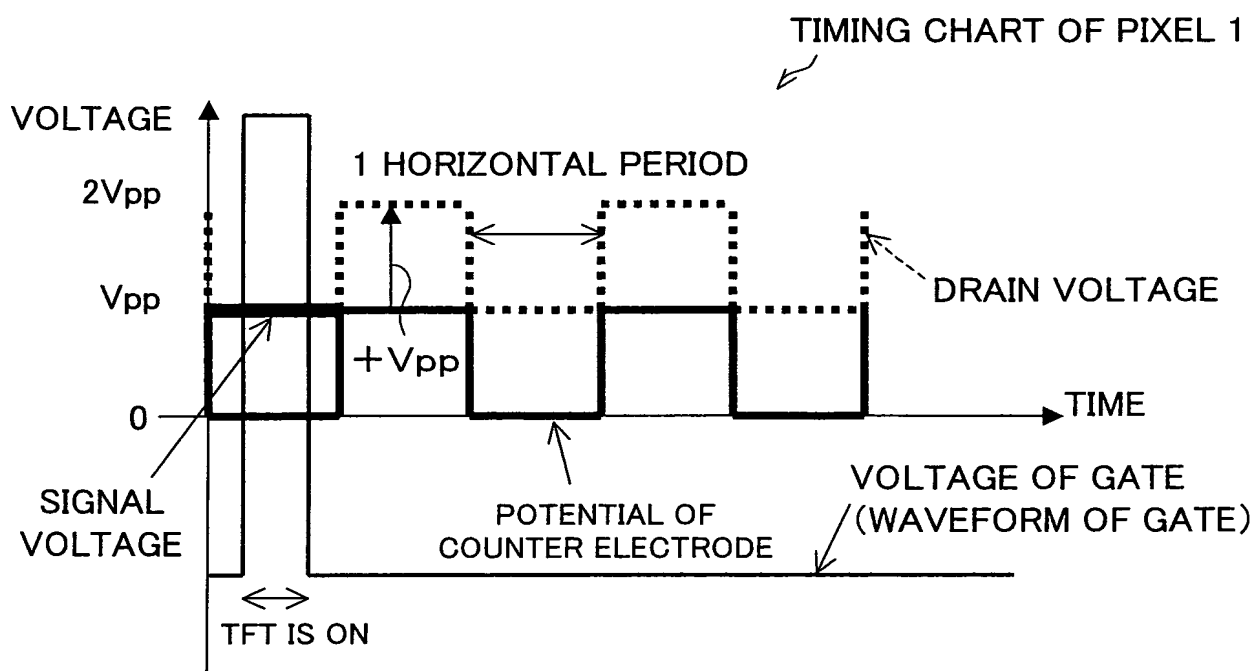 TIMING CHART OF PIXEL 1
VOLTAGE
1 HORIZONTAL PERIOD
2Vpp
Vpp
DRAIN VOLTAGE
+Vpp
0
TIME
SIGNAL
VOLTAGE
POTENTIAL OF
COUNTER ELECTRODE
VOLTAGE OF GATE
(WAVEFORM OF GATE)
TFT IS ON